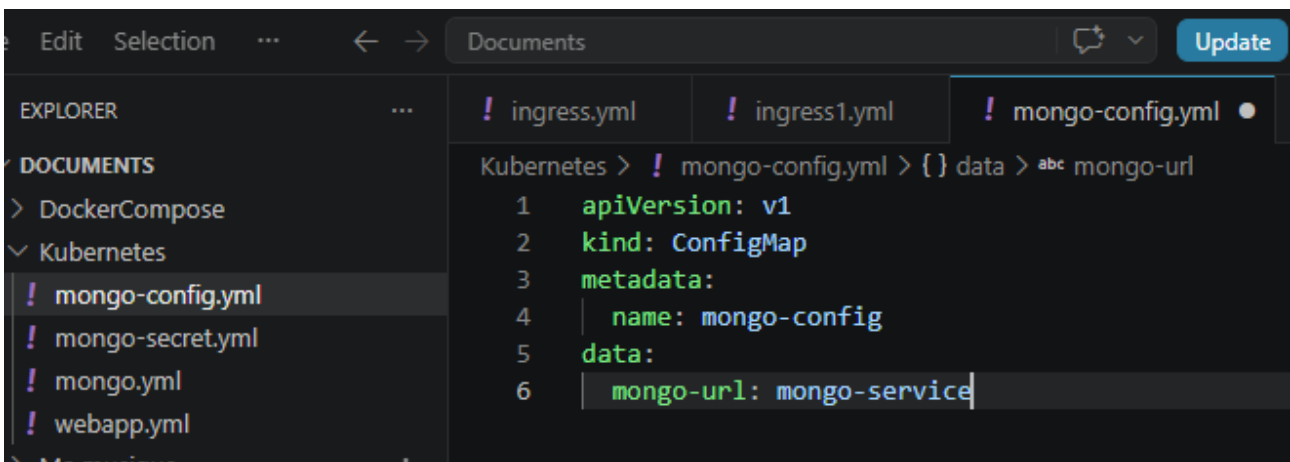 Edit Selection ... Documents Update
EXPLORER ...
DOCUMENTS
DockerCompose
Kubernetes
! mongo-config.yml
! mongo-secret.yml
! mongo.yml
! webapp.yml
! ingress.yml ! ingress1.yml ! mongo-config.yml
Kubernetes > ! mongo-config.yml > {} data > abc mongo-url
1 apiVersion: v1
2 kind: ConfigMap
3 metadata:
4 name: mongo-config
5 data:
6 mongo-url: mongo-service